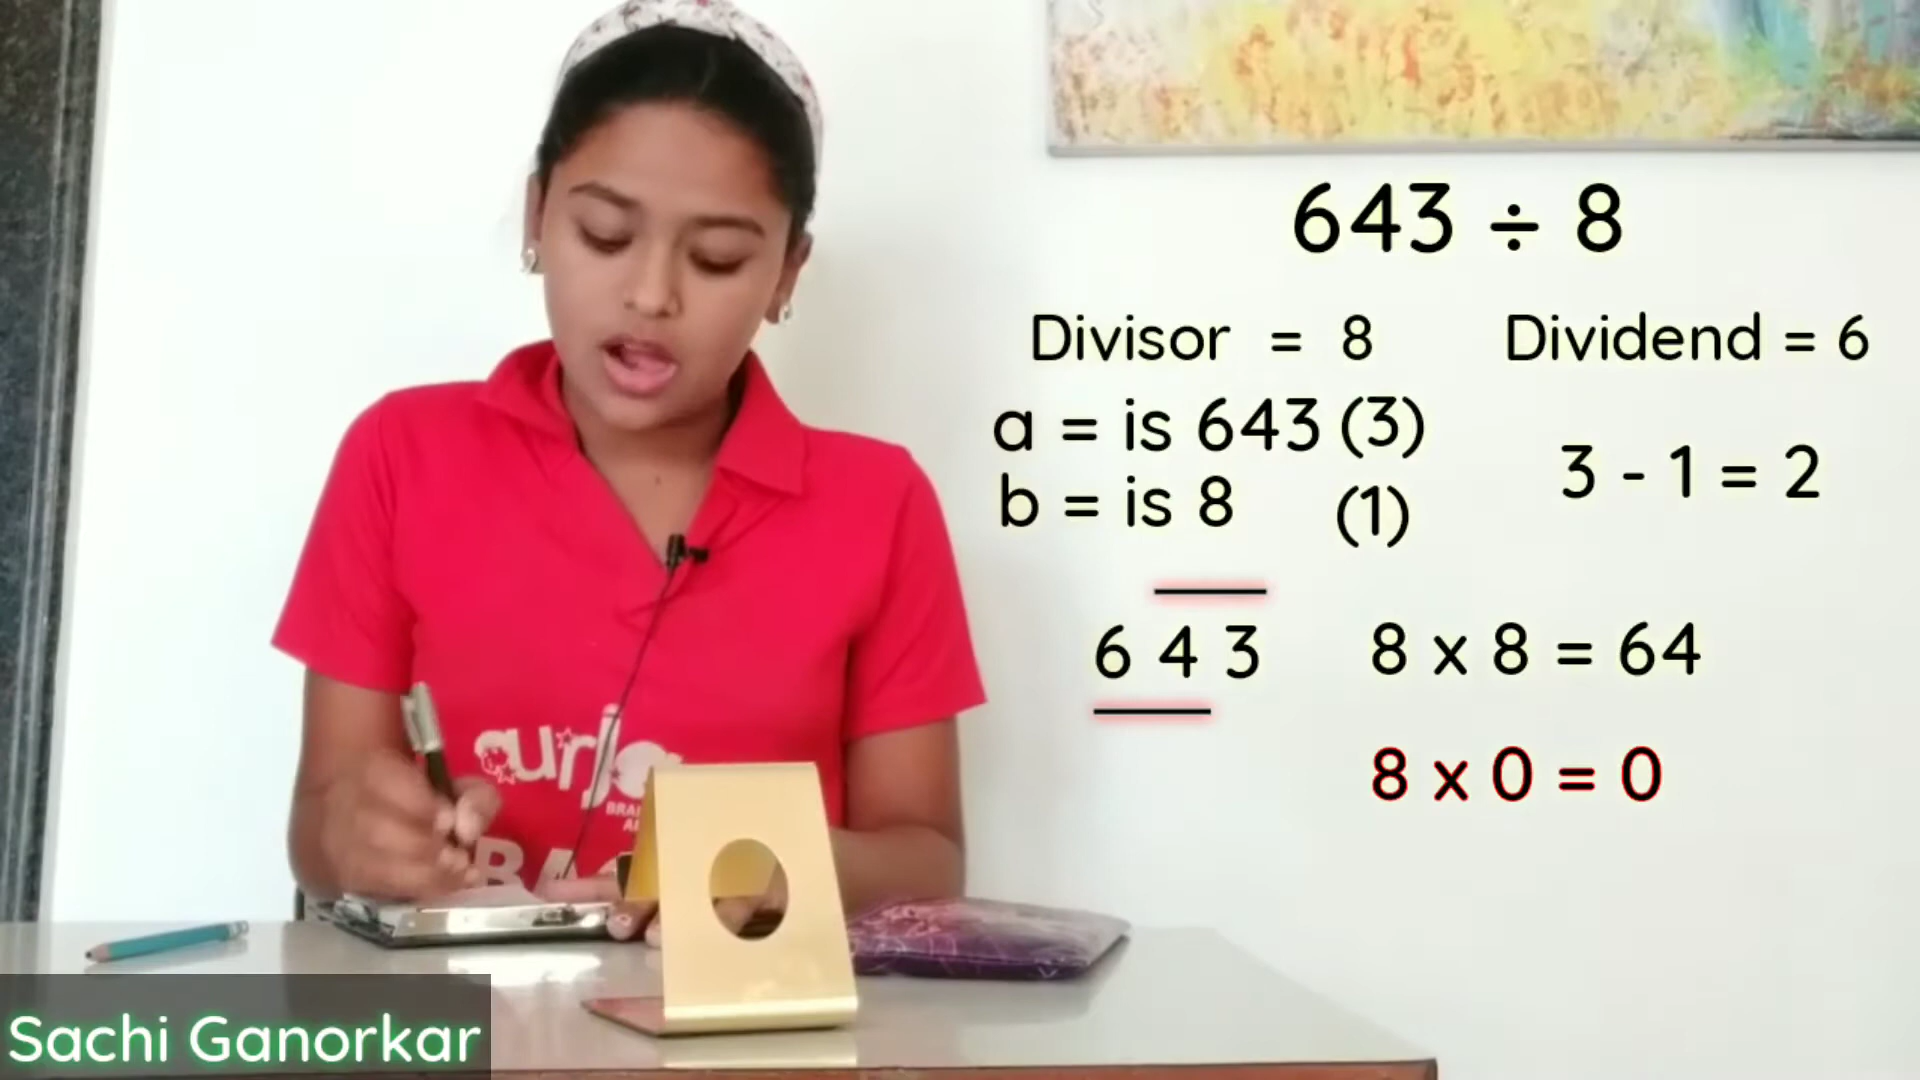 643 ÷ 8
Divisor = 8 Dividend = 6
a = is 643 (3)
b = is 8 (1)
3 - 1 = 2
6 4 3
8 x 8 = 64
8 x 0 = 0
Sachi Ganorkar